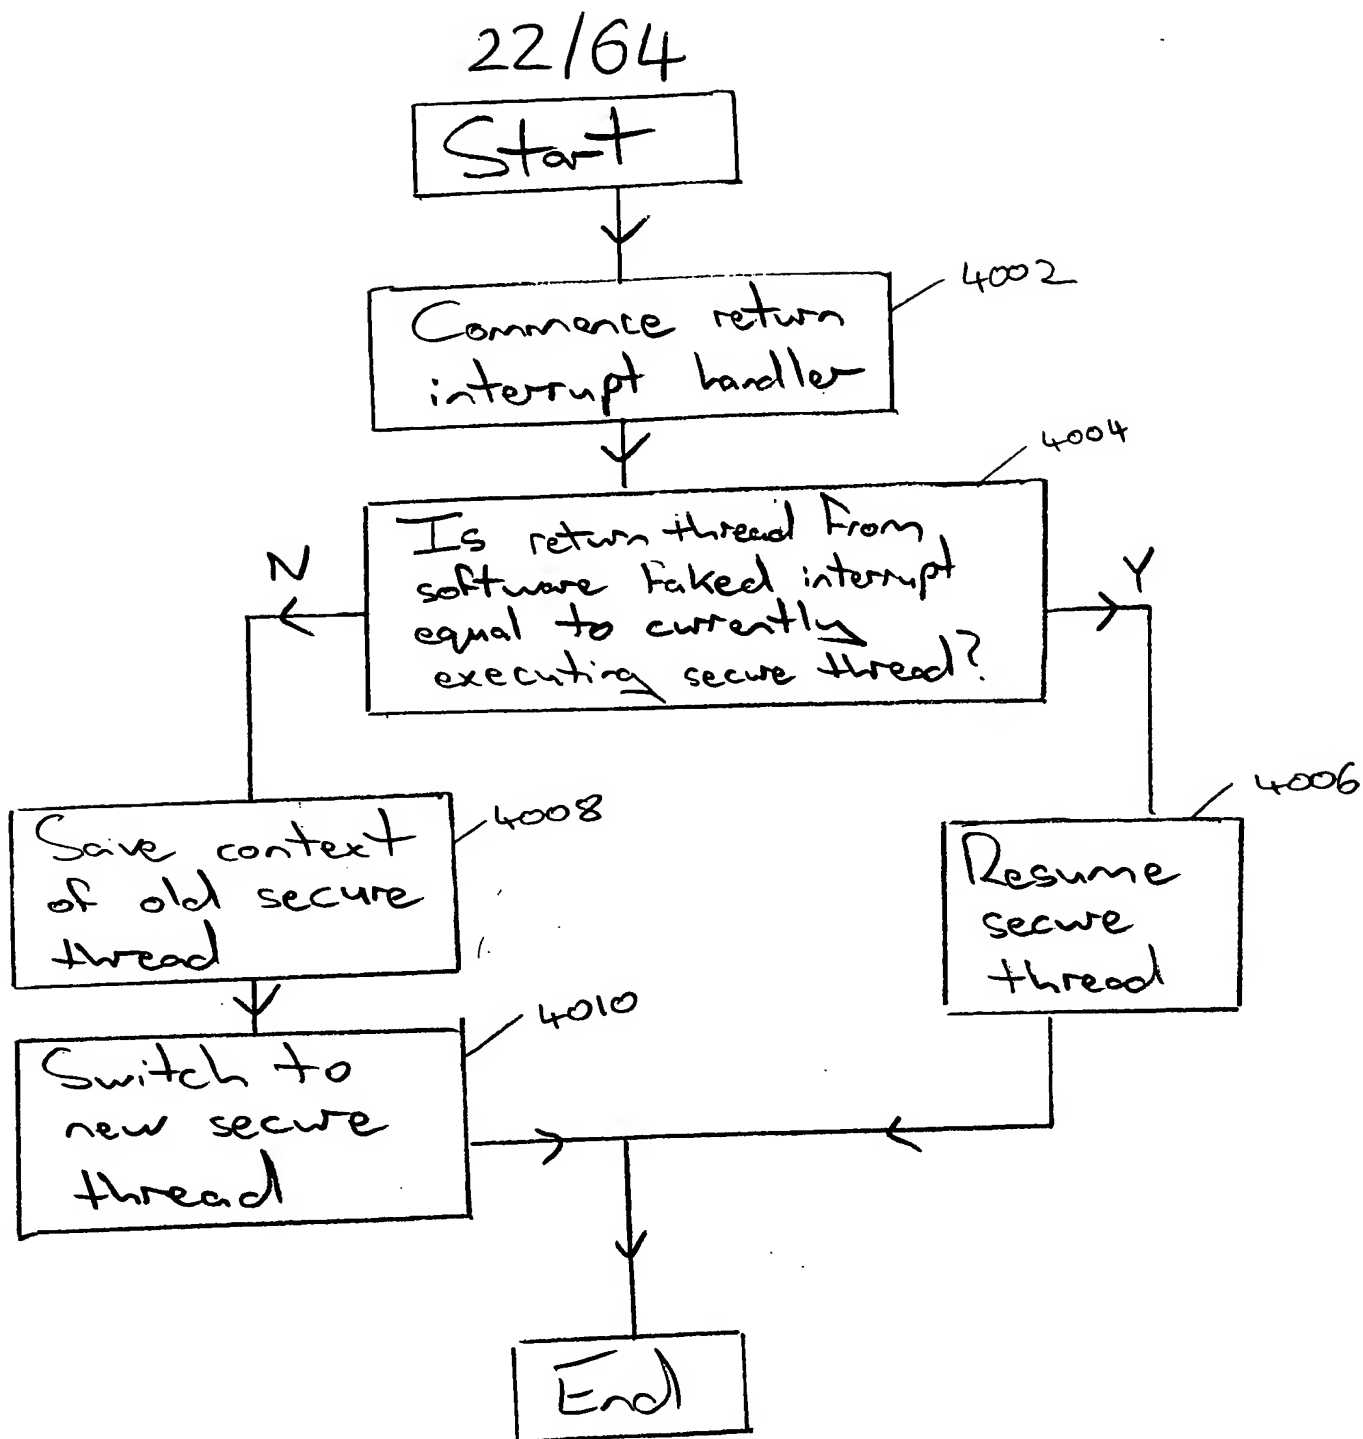 22/64
Start
4002
Commence return
interrupt handler
4004
Is return thread from
software faked interrupt
equal to currently
executing secure thread?
N
Y
4008
Save context
of old secure
thread
4006
Resume
secure
thread
4010
Switch to
new secure
thread
End